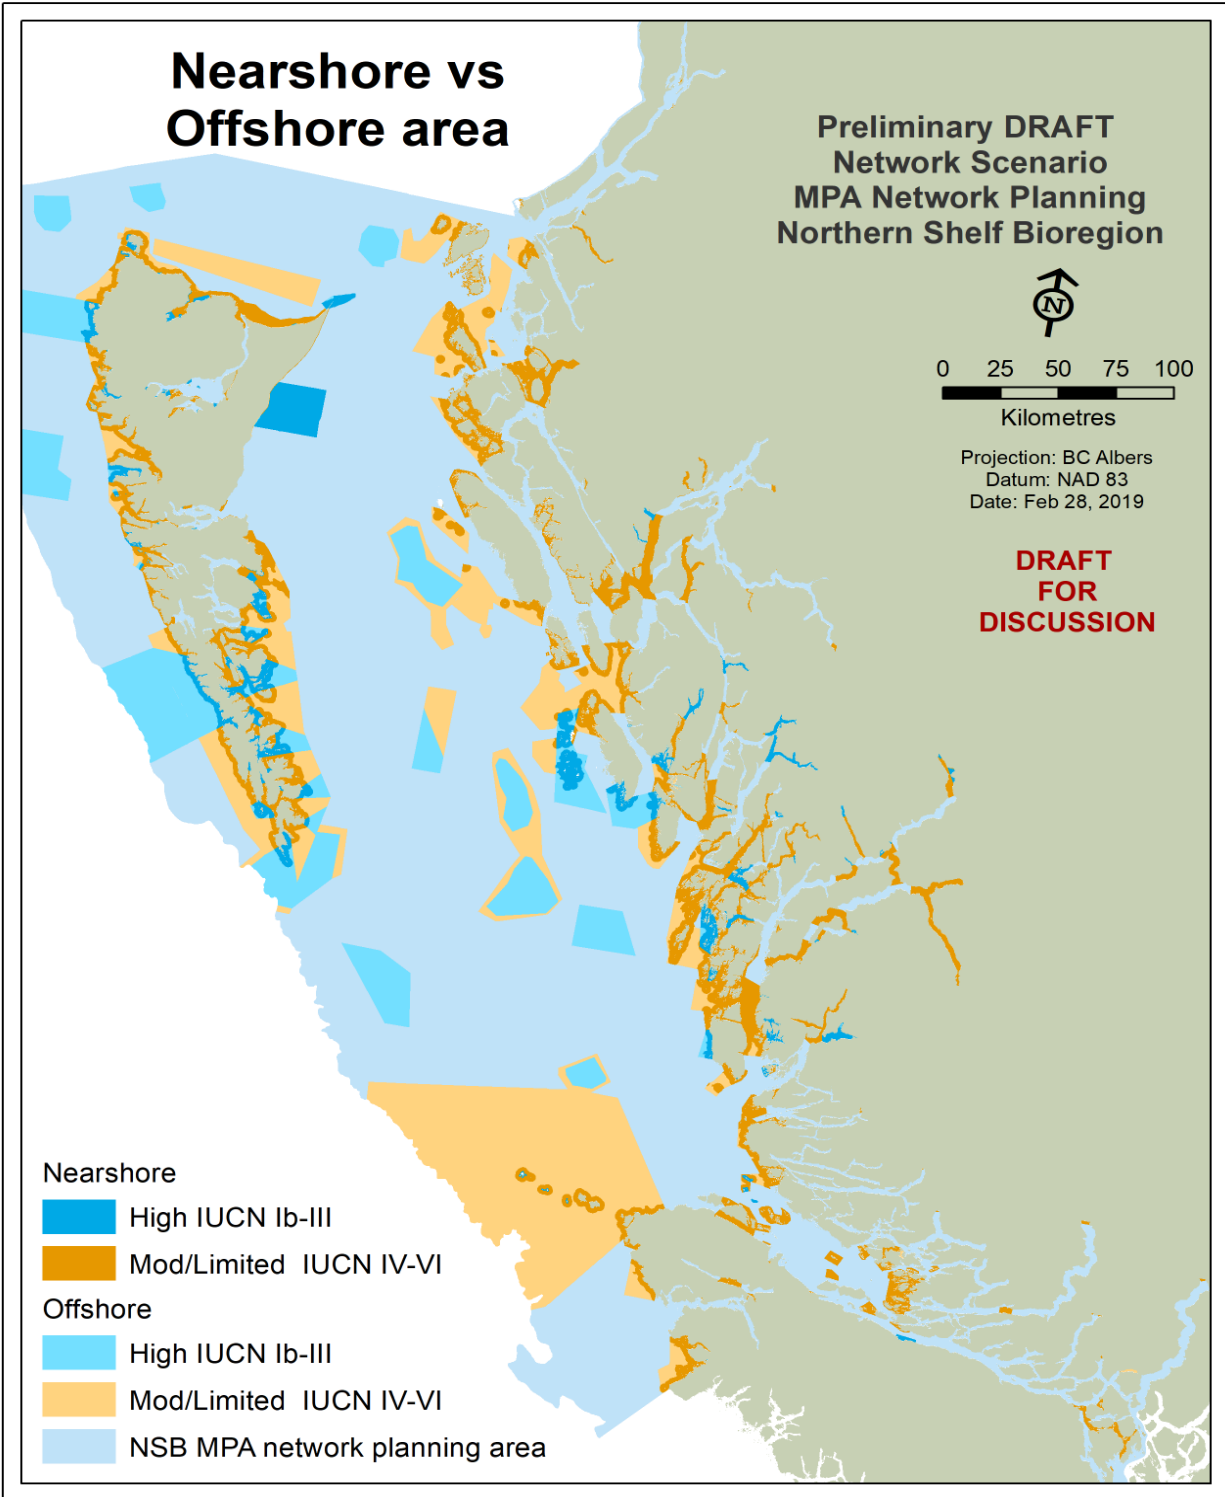 Nearshore vs
Offshore area
Preliminary DRAFT
Network Scenario
MPA Network Planning
Northern Shelf Bioregion
N
0 25 50 75 100
Kilometres
Projection: BC Albers
Datum: NAD 83
Date: Feb 28, 2019
DRAFT
FOR
DISCUSSION
Nearshore
High IUCN Ib-III
Mod/Limited IUCN IV-VI
Offshore
High IUCN Ib-III
Mod/Limited IUCN IV-VI
NSB MPA network planning area